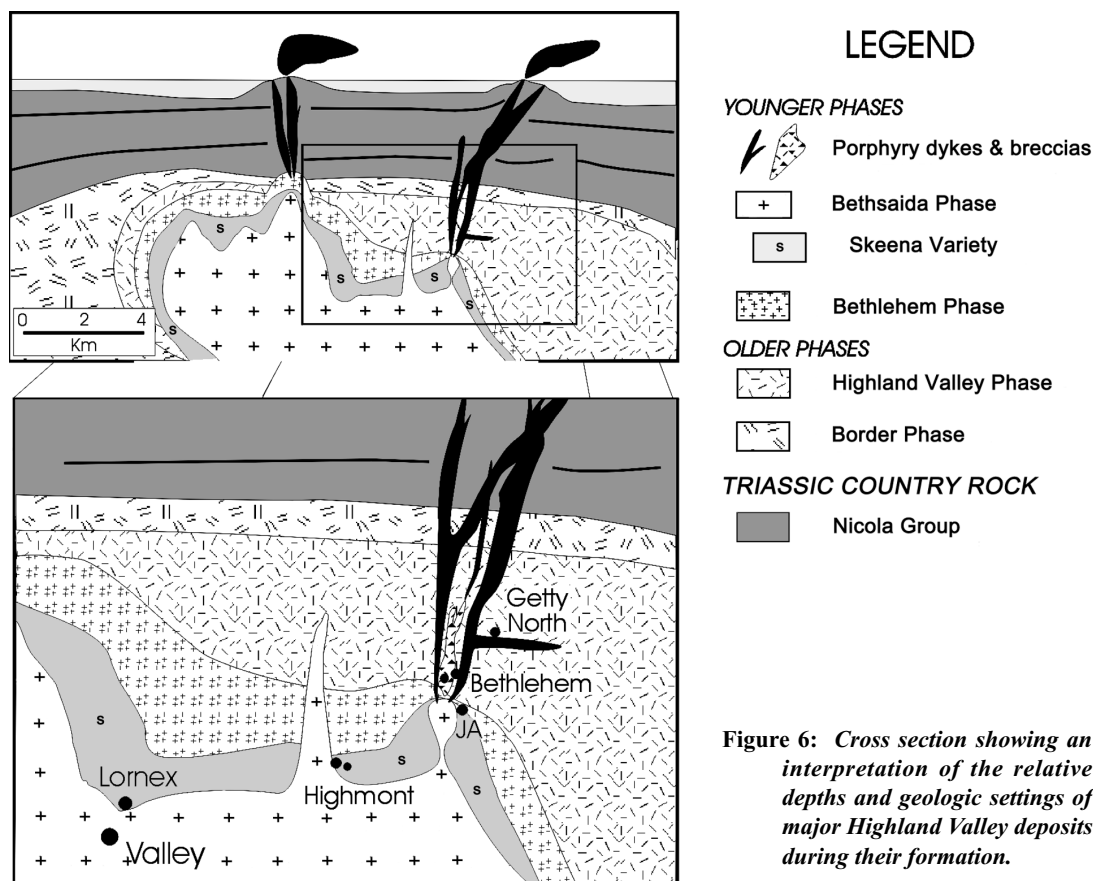 0 2 4
Km
S
S
S
S
S
S
S
S
S
Getty
North
Bethlehem
JA
Lornex
Highmont
Valley
LEGEND
YOUNGER PHASES
Porphyry dykes & breccias
Bethsaida Phase
S Skeena Variety
Bethlehem Phase
OLDER PHASES
Highland Valley Phase
Border Phase
TRIASSIC COUNTRY ROCK
Nicola Group
Figure 6: Cross section showing an
interpretation of the relative
depths and geologic settings of
major Highland Valley deposits
during their formation.